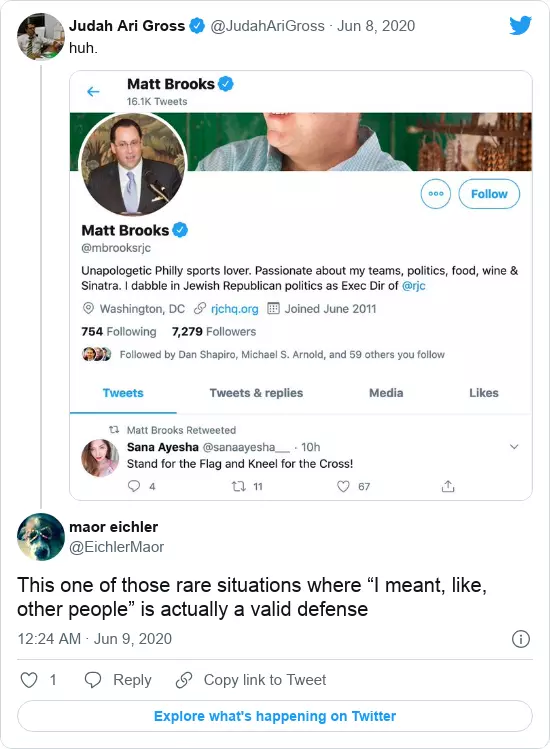 Judah Ari Gross @JudahAriGross · Jun 8, 2020
huh.
Matt Brooks
16.1K Tweets
Follow
Matt Brooks
@mbrooksrjc
Unapologetic Philly sports lover. Passionate about my teams, politics, food, wine &
Sinatra. I dabble in Jewish Republican politics as Exec Dir of @rjc
Washington, DC rjchq.org Joined June 2011
754 Following 7,279 Followers
Followed by Dan Shapiro, Michael S. Arnold, and 59 others you follow
Tweets Tweets & replies Media Likes
Matt Brooks Retweeted
Sana Ayesha @sanaayesha__ · 10h
Stand for the Flag and Kneel for the Cross!
4 11 67
maor eichler
@EichlerMaor
This one of those rare situations where “I meant, like,
other people” is actually a valid defense
12:24 AM · Jun 9, 2020
1 Reply Copy link to Tweet
Explore what's happening on Twitter